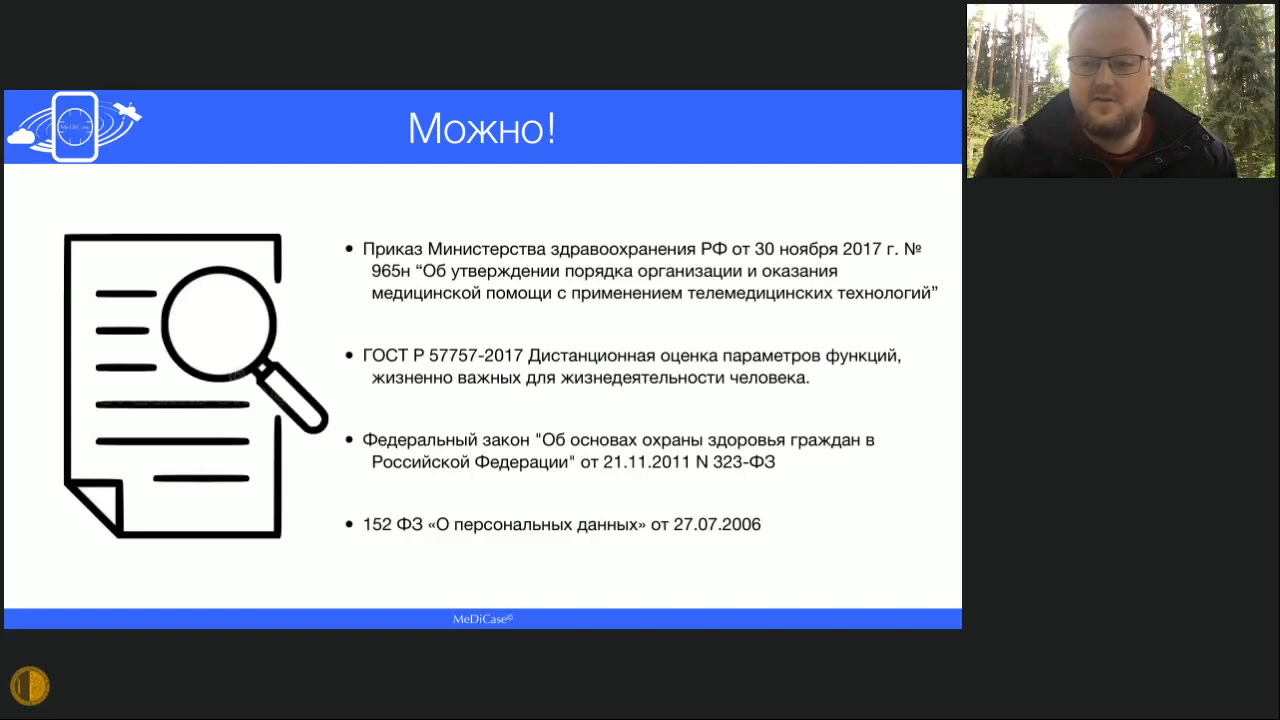 MeDiCase
Можно!
• Приказ Министерства здравоохранения РФ от 30 ноября 2017 г. №
965н “Об утверждении порядка организации и оказания
медицинской помощи с применением телемедицинских технологий”
• ГОСТ Р 57757-2017 Дистанционная оценка параметров функций,
жизненно важных для жизнедеятельности человека.
• Федеральный закон "Об основах охраны здоровья граждан в
Российской Федерации" от 21.11.2011 N 323-ФЗ
• 152 ФЗ «О персональных данных» от 27.07.2006
MeDiCase©